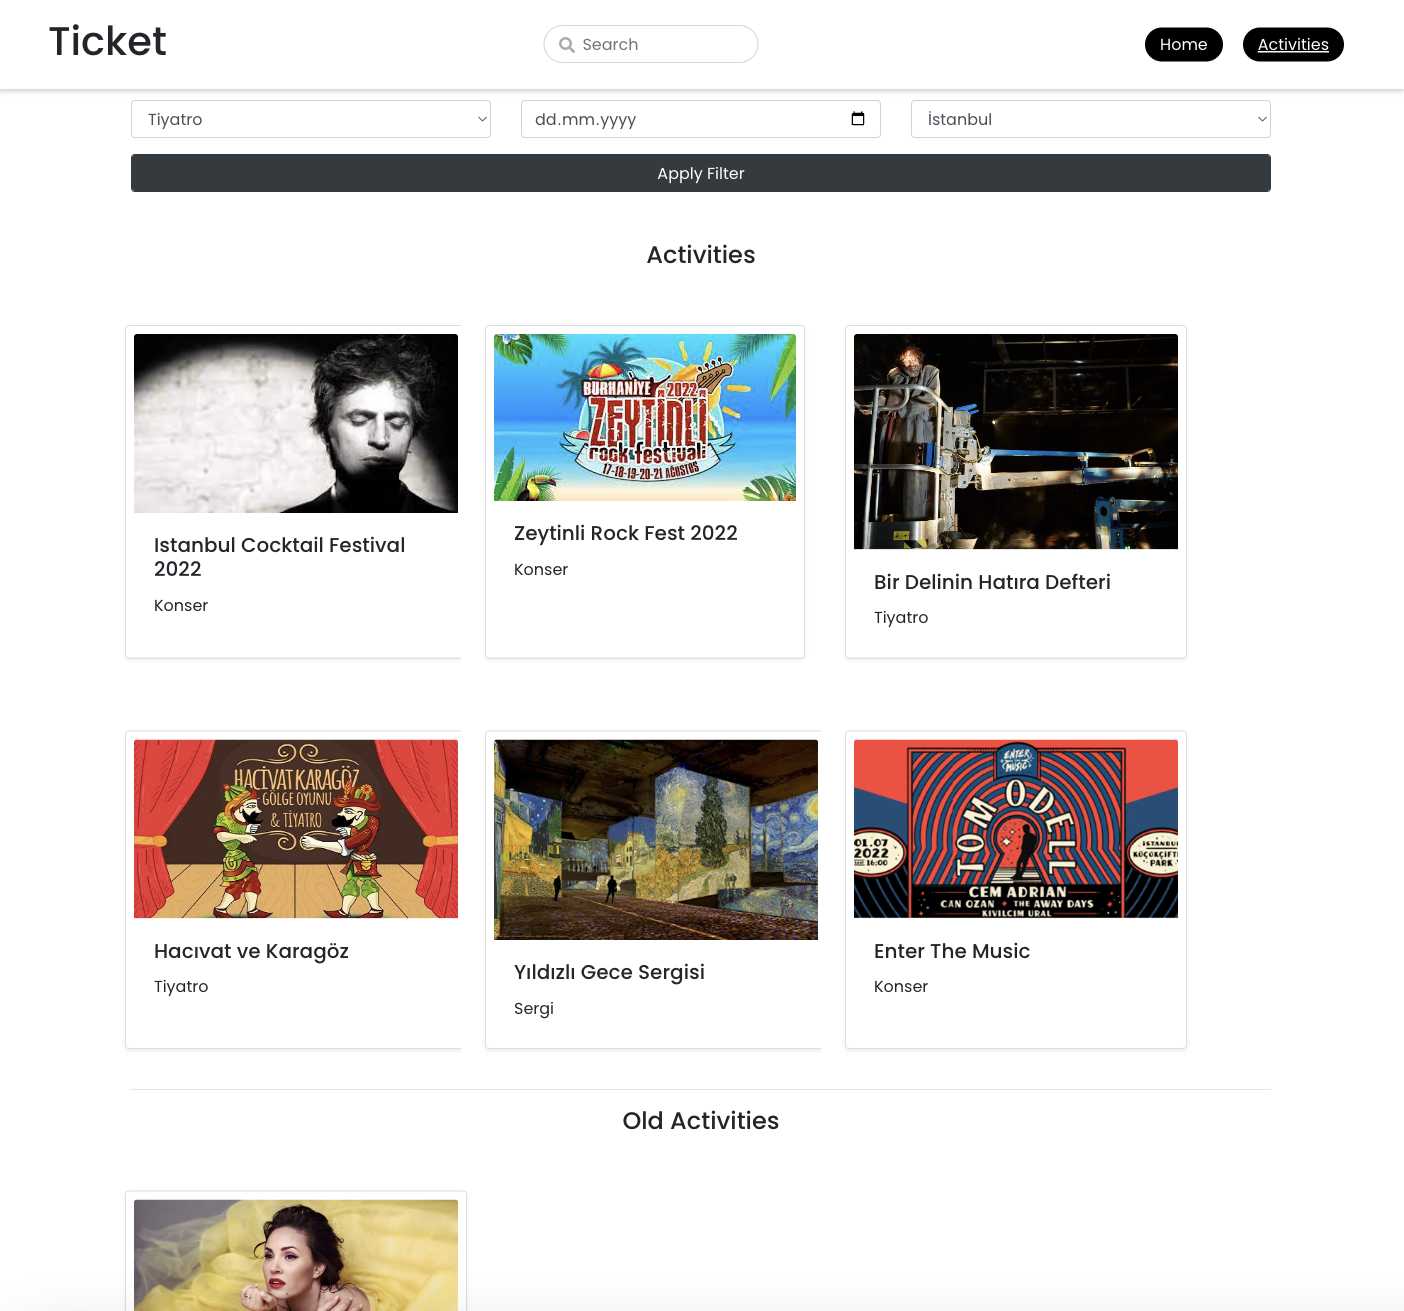 Ticket
Search
Home
Activities
Tiyatro
dd.mm.yyyy
İstanbul
Apply Filter
Activities
BURHANİYE 2022
ZEYTİNLİ
rock festivali
17-18-19-20-21 AĞUSTOS
Istanbul Cocktail Festival
2022
Konser
Zeytinli Rock Fest 2022
Konser
Bir Delinin Hatıra Defteri
Tiyatro
HACİVAT KARAGÖZ
GÖLGE OYUNU
& TİYATRO
ENTER
THE
MUSIC
TOM ODELL
01.07
2022
SAAT 16:00
İSTANBUL
KÜÇÜKÇİFT
PARK
CEM ADRIAN
CAN OZAN + THE AWAY DAYS
KIVILCIM URAL
Hacıvat ve Karagöz
Tiyatro
Yıldızlı Gece Sergisi
Sergi
Enter The Music
Konser
Old Activities